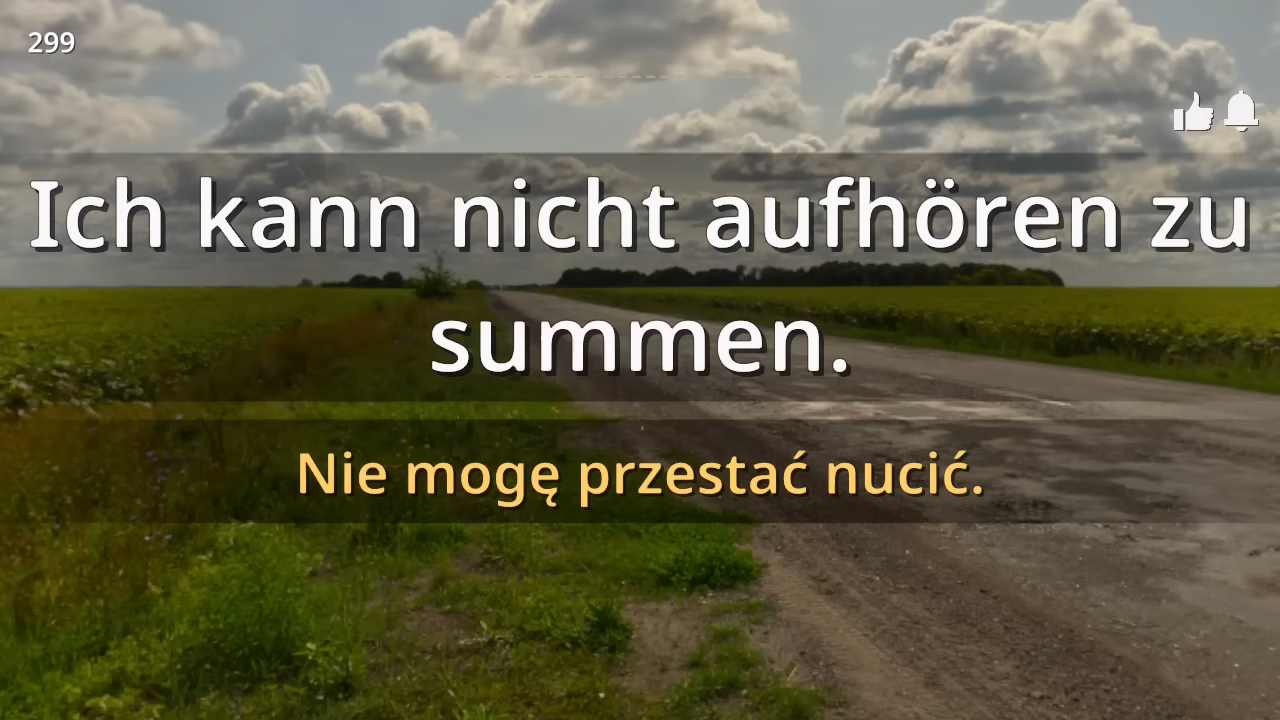 299
Ich kann nicht aufhören zu
summen.
Nie mogę przestać nucić.